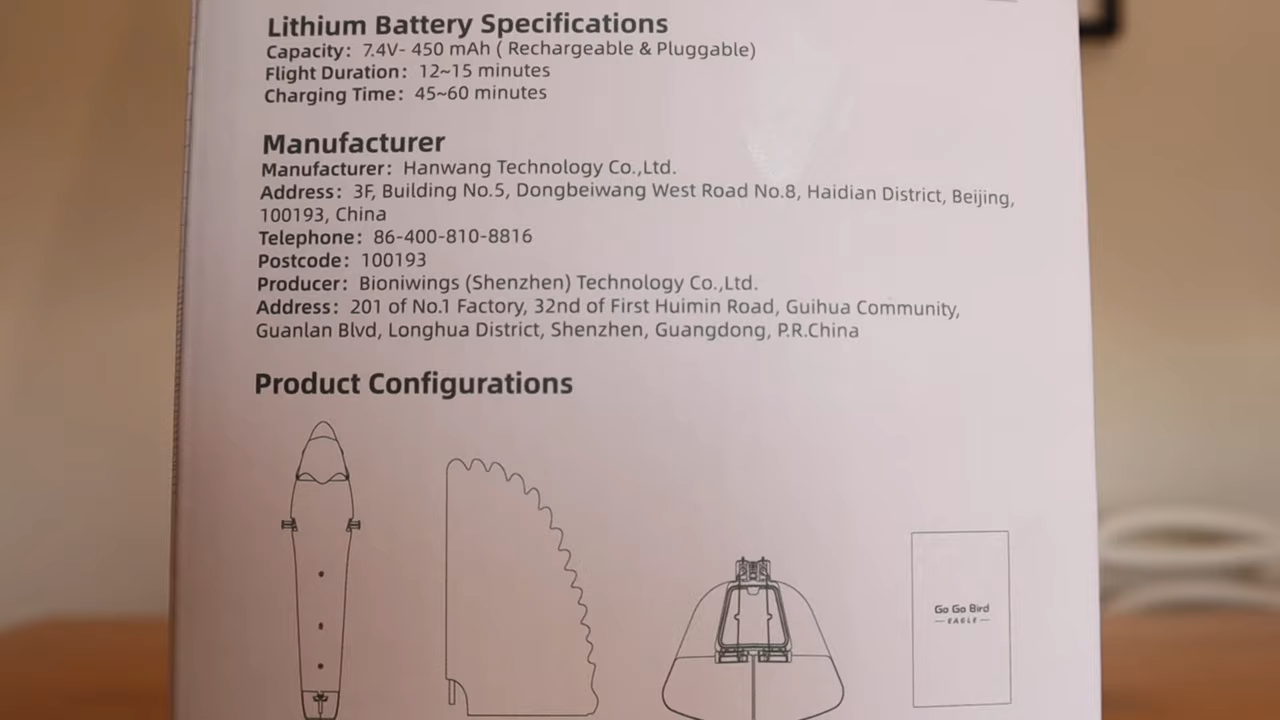 Lithium Battery Specifications
Capacity: 7.4V- 450 mAh ( Rechargeable & Pluggable)
Flight Duration: 12~15 minutes
Charging Time: 45~60 minutes
Manufacturer
Manufacturer: Hanwang Technology Co.,Ltd.
Address: 3F, Building No.5, Dongbeiwang West Road No.8, Haidian District, Beijing,
100193, China
Telephone: 86-400-810-8816
Postcode: 100193
Producer: Bioniwings (Shenzhen) Technology Co.,Ltd.
Address: 201 of No.1 Factory, 32nd of First Huimin Road, Guihua Community,
Guanlan Blvd, Longhua District, Shenzhen, Guangdong, P.R.China
Product Configurations
Go Go Bird
— EAGLE —